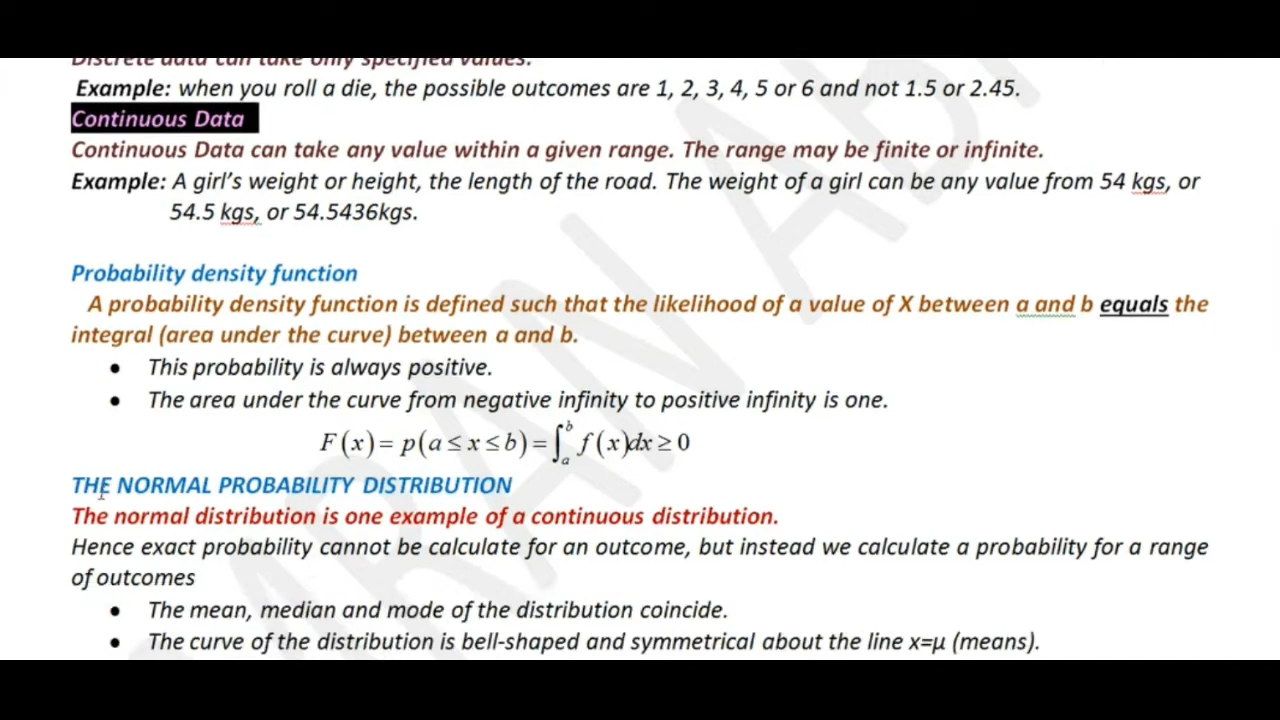 Discrete data can take only specified values.
Example: when you roll a die, the possible outcomes are 1, 2, 3, 4, 5 or 6 and not 1.5 or 2.45.
Continuous Data
Continuous Data can take any value within a given range. The range may be finite or infinite.
Example: A girl's weight or height, the length of the road. The weight of a girl can be any value from 54 kgs, or
54.5 kgs, or 54.5436kgs.
Probability density function
A probability density function is defined such that the likelihood of a value of X between a and b equals the
integral (area under the curve) between a and b.
• This probability is always positive.
• The area under the curve from negative infinity to positive infinity is one.
F(x) = p(a ≤ x ≤ b) = ∫_a^b f(x)dx ≥ 0
THE NORMAL PROBABILITY DISTRIBUTION
The normal distribution is one example of a continuous distribution.
Hence exact probability cannot be calculate for an outcome, but instead we calculate a probability for a range
of outcomes
• The mean, median and mode of the distribution coincide.
• The curve of the distribution is bell-shaped and symmetrical about the line x=μ (means).